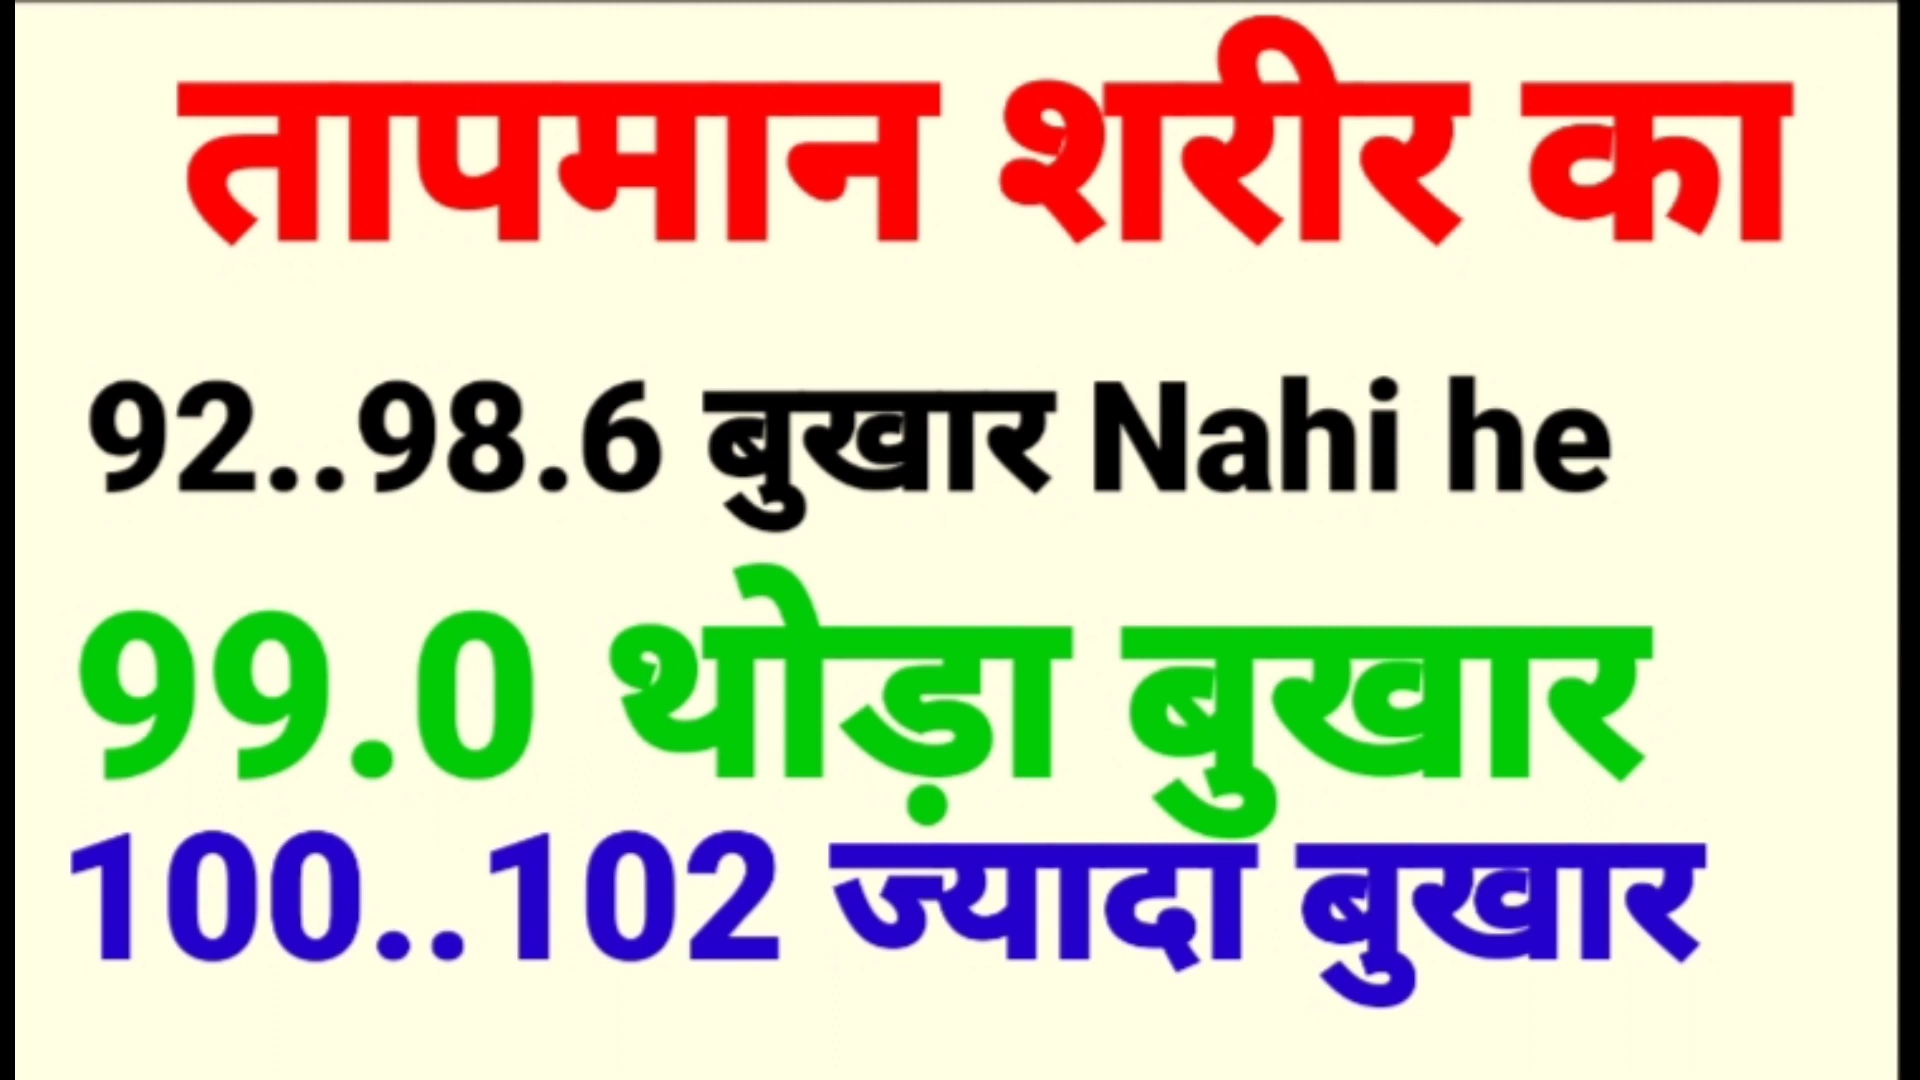 तापमान शरीर का
92..98.6 बुखार Nahi he
99.0 थोड़ा बुखार
100..102 ज्यादा बुखार